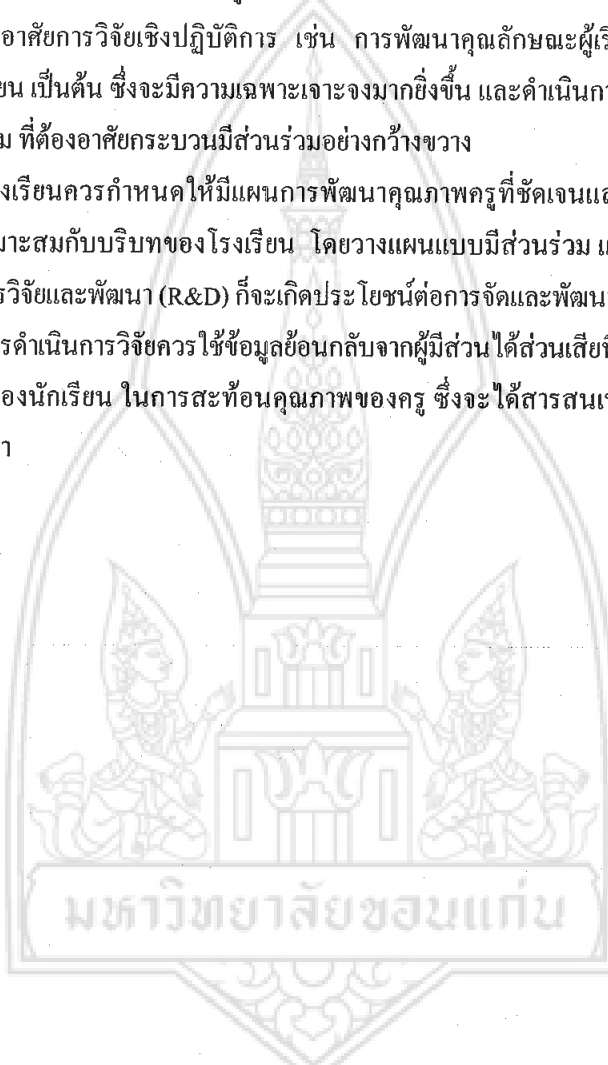 อาศัยการวิจัยเชิงปฏิบัติการ เช่น การพัฒนาคุณลักษณะผู้เรี
ยน เป็นต้น ซึ่งจะมีความเฉพาะเจาะจงมากยิ่งขึ้น และดำเนินกา
ม ที่ต้องอาศัยกระบวนมีส่วนร่วมอย่างกว้างขวาง
งเรียนควรกำหนดให้มีแผนการพัฒนาคุณภาพครูที่ชัดเจนแล
มาะสมกับบริบทของโรงเรียน โดยวางแผนแบบมีส่วนร่วม แ
รวิจัยและพัฒนา (R&D) ก็จะเกิดประโยชน์ต่อการจัดและพัฒนา
รดำเนินการวิจัยควรใช้ข้อมูลย้อนกลับจากผู้มีส่วนได้ส่วนเสียที
องนักเรียน ในการสะท้อนคุณภาพของครู ซึ่งจะได้สารสนเท
า
มหาวิทยาลัยขอนแก่น